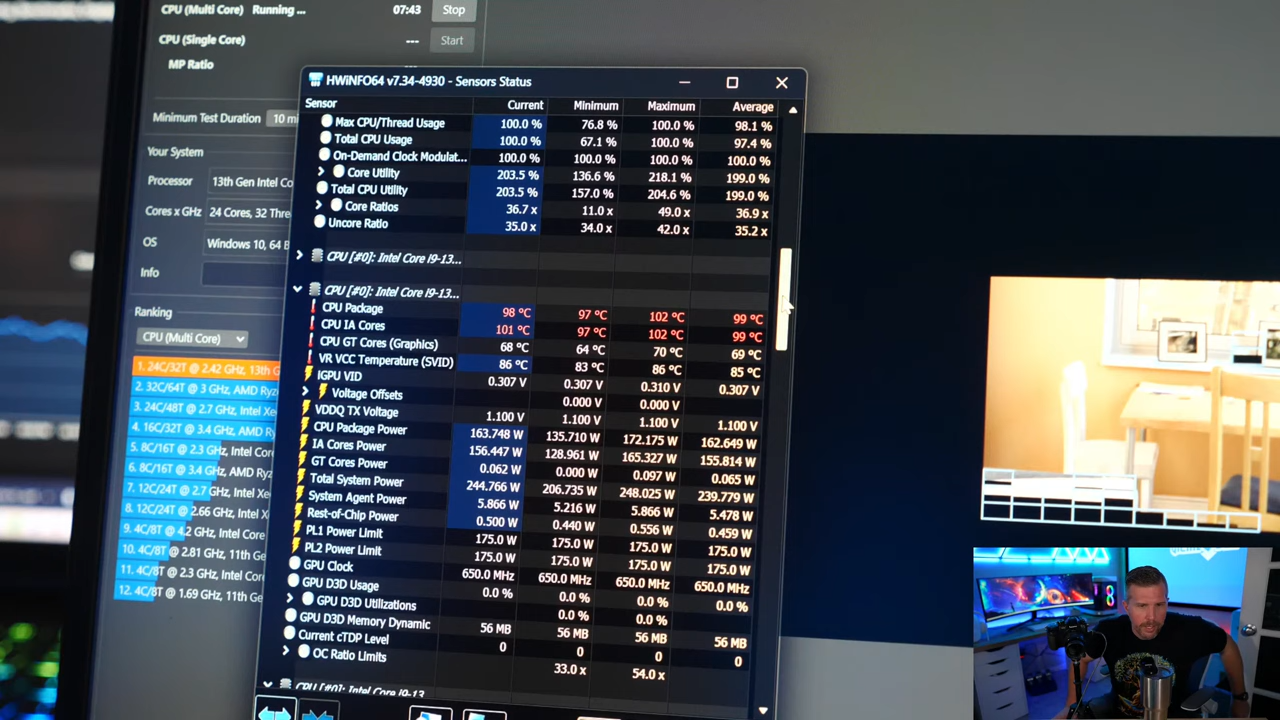 CPU (Multi Core) Running ... 07:43 Stop
CPU (Single Core) --- Start
MP Ratio ---
Minimum Test Duration 10 mi
Your System
Processor 13th Gen Intel Co
Cores x GHz 24 Cores, 32 Thre
OS Windows 10, 64 B
Info
Ranking
CPU (Multi Core)
1. 24C/32T @ 2.42 GHz, 13th G
2. 32C/64T @ 3 GHz, AMD Ryz
3. 24C/48T @ 2.7 GHz, Intel Xe
4. 16C/32T @ 3.4 GHz, AMD R
5. 8C/16T @ 2.3 GHz, Intel Co
6. 8C/16T @ 3.4 GHz, AMD Ry
7. 12C/24T @ 2.7 GHz, Intel Xe
8. 12C/24T @ 2.66 GHz, Intel Xe
9. 4C/8T @ 4.2 GHz, Intel Core
10. 4C/8T @ 2.81 GHz, 11th Ge
11. 4C/8T @ 2.3 GHz, Intel Cor
12. 4C/8T @ 1.69 GHz, 11th Ge
HWiNFO64 v7.34-4930 - Sensors Status
Sensor Current Minimum Maximum Average
Max CPU/Thread Usage 100.0 % 76.8 % 100.0 % 98.1 %
Total CPU Usage 100.0 % 67.1 % 100.0 % 97.4 %
On-Demand Clock Modulat... 100.0 % 100.0 % 100.0 % 100.0 %
Core Utility 203.5 % 136.6 % 218.1 % 199.0 %
Total CPU Utility 203.5 % 157.0 % 204.6 % 199.0 %
Core Ratios 36.7 x 11.0 x 49.0 x 36.9 x
Uncore Ratio 35.0 x 34.0 x 42.0 x 35.2 x
CPU [#0]: Intel Core i9-13...
CPU [#0]: Intel Core i9-13...
CPU Package 98 °C 97 °C 102 °C 99 °C
CPU IA Cores 101 °C 97 °C 102 °C 99 °C
CPU GT Cores (Graphics) 68 °C 64 °C 70 °C 69 °C
VR VCC Temperature (SVID) 86 °C 83 °C 86 °C 85 °C
iGPU VID 0.307 V 0.307 V 0.310 V 0.307 V
Voltage Offsets 0.000 V 0.000 V
VDDQ TX Voltage 1.100 V 1.100 V 1.100 V 1.100 V
CPU Package Power 163.748 W 135.710 W 172.175 W 162.649 W
IA Cores Power 156.447 W 128.961 W 165.327 W 155.814 W
GT Cores Power 0.062 W 0.000 W 0.097 W 0.065 W
Total System Power 244.766 W 206.735 W 248.025 W 239.779 W
System Agent Power 5.866 W 5.216 W 5.866 W 5.478 W
Rest-of-Chip Power 0.500 W 0.440 W 0.556 W 0.459 W
PL1 Power Limit 175.0 W 175.0 W 175.0 W 175.0 W
PL2 Power Limit 175.0 W 175.0 W 175.0 W 175.0 W
GPU Clock 650.0 MHz 650.0 MHz 650.0 MHz 650.0 MHz
GPU D3D Usage 0.0 % 0.0 % 0.0 % 0.0 %
GPU D3D Utilizations 0.0 % 0.0 %
GPU D3D Memory Dynamic 56 MB 56 MB 56 MB 56 MB
Current cTDP Level 0 0 0 0
OC Ratio Limits 33.0 x 54.0 x
CPU [#0]: Intel Core i9-13